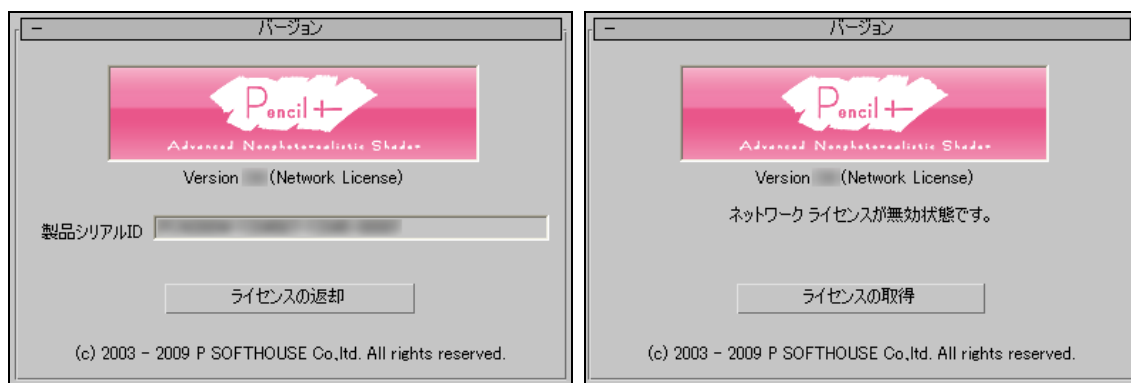 バージョン
Pencil+
Advanced Nonphotorealistic Shader
Version (Network License)
製品シリアルID
ライセンスの返却
(c) 2003 - 2009 P SOFTHOUSE Co,ltd. All rights reserved.
バージョン
Pencil+
Advanced Nonphotorealistic Shader
Version (Network License)
ネットワーク ライセンスが無効状態です。
ライセンスの取得
(c) 2003 - 2009 P SOFTHOUSE Co,ltd. All rights reserved.